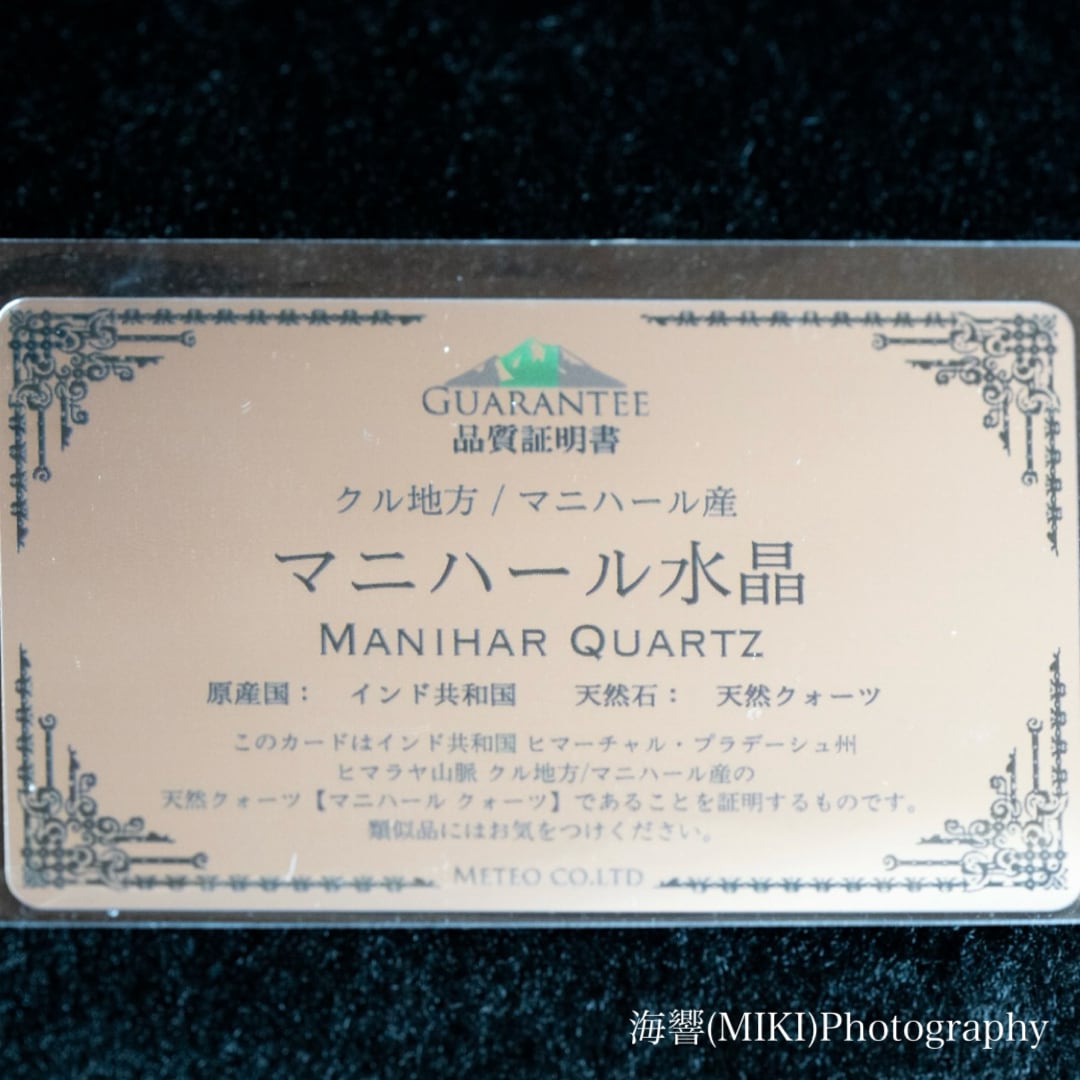 GUARANTEE
品質証明書
クル地方 / マニハール産
マニハール水晶
MANIHAR QUARTZ
原産国： インド共和国 天然石： 天然クォーツ
このカードはインド共和国 ヒマーチャル・プラデーシュ州
ヒマラヤ山脈 クル地方/マニハール産の
天然クォーツ【マニハール クォーツ】であることを証明するものです。
類似品にはお気をつけください。
METEO CO.LTD
海響(MIKI)Photography